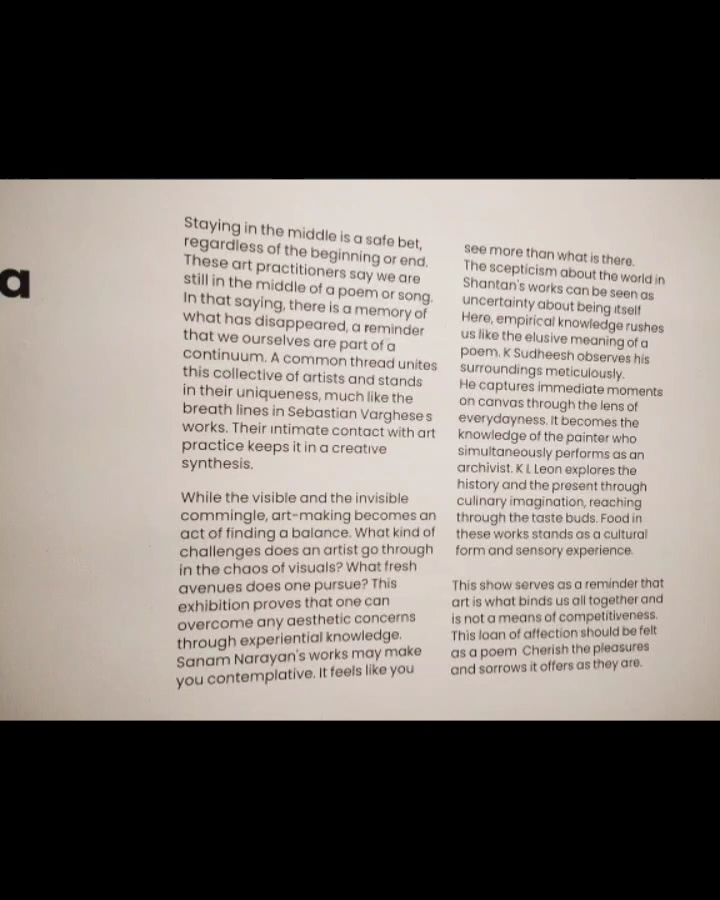 a
Staying in the middle is a safe bet,
regardless of the beginning or end.
These art practitioners say we are
still in the middle of a poem or song.
In that saying, there is a memory of
what has disappeared, a reminder
that we ourselves are part of a
continuum. A common thread unites
this collective of artists and stands
in their uniqueness, much like the
breath lines in Sebastian Varghese s
works. Their intimate contact with art
practice keeps it in a creative
synthesis.
While the visible and the invisible
commingle, art-making becomes an
act of finding a balance. What kind of
challenges does an artist go through
in the chaos of visuals? What fresh
avenues does one pursue? This
exhibition proves that one can
overcome any aesthetic concerns
through experiential knowledge.
Sanam Narayan's works may make
you contemplative. It feels like you
see more than what is there.
The scepticism about the world in
Shantan's works can be seen as
uncertainty about being itself
Here, empirical knowledge rushes
us like the elusive meaning of a
poem. K Sudheesh observes his
surroundings meticulously.
He captures immediate moments
on canvas through the lens of
everydayness. It becomes the
knowledge of the painter who
simultaneously performs as an
archivist. K L Leon explores the
history and the present through
culinary imagination, reaching
through the taste buds. Food in
these works stands as a cultural
form and sensory experience.
This show serves as a reminder that
art is what binds us all together and
is not a means of competitiveness.
This loan of affection should be felt
as a poem Cherish the pleasures
and sorrows it offers as they are.